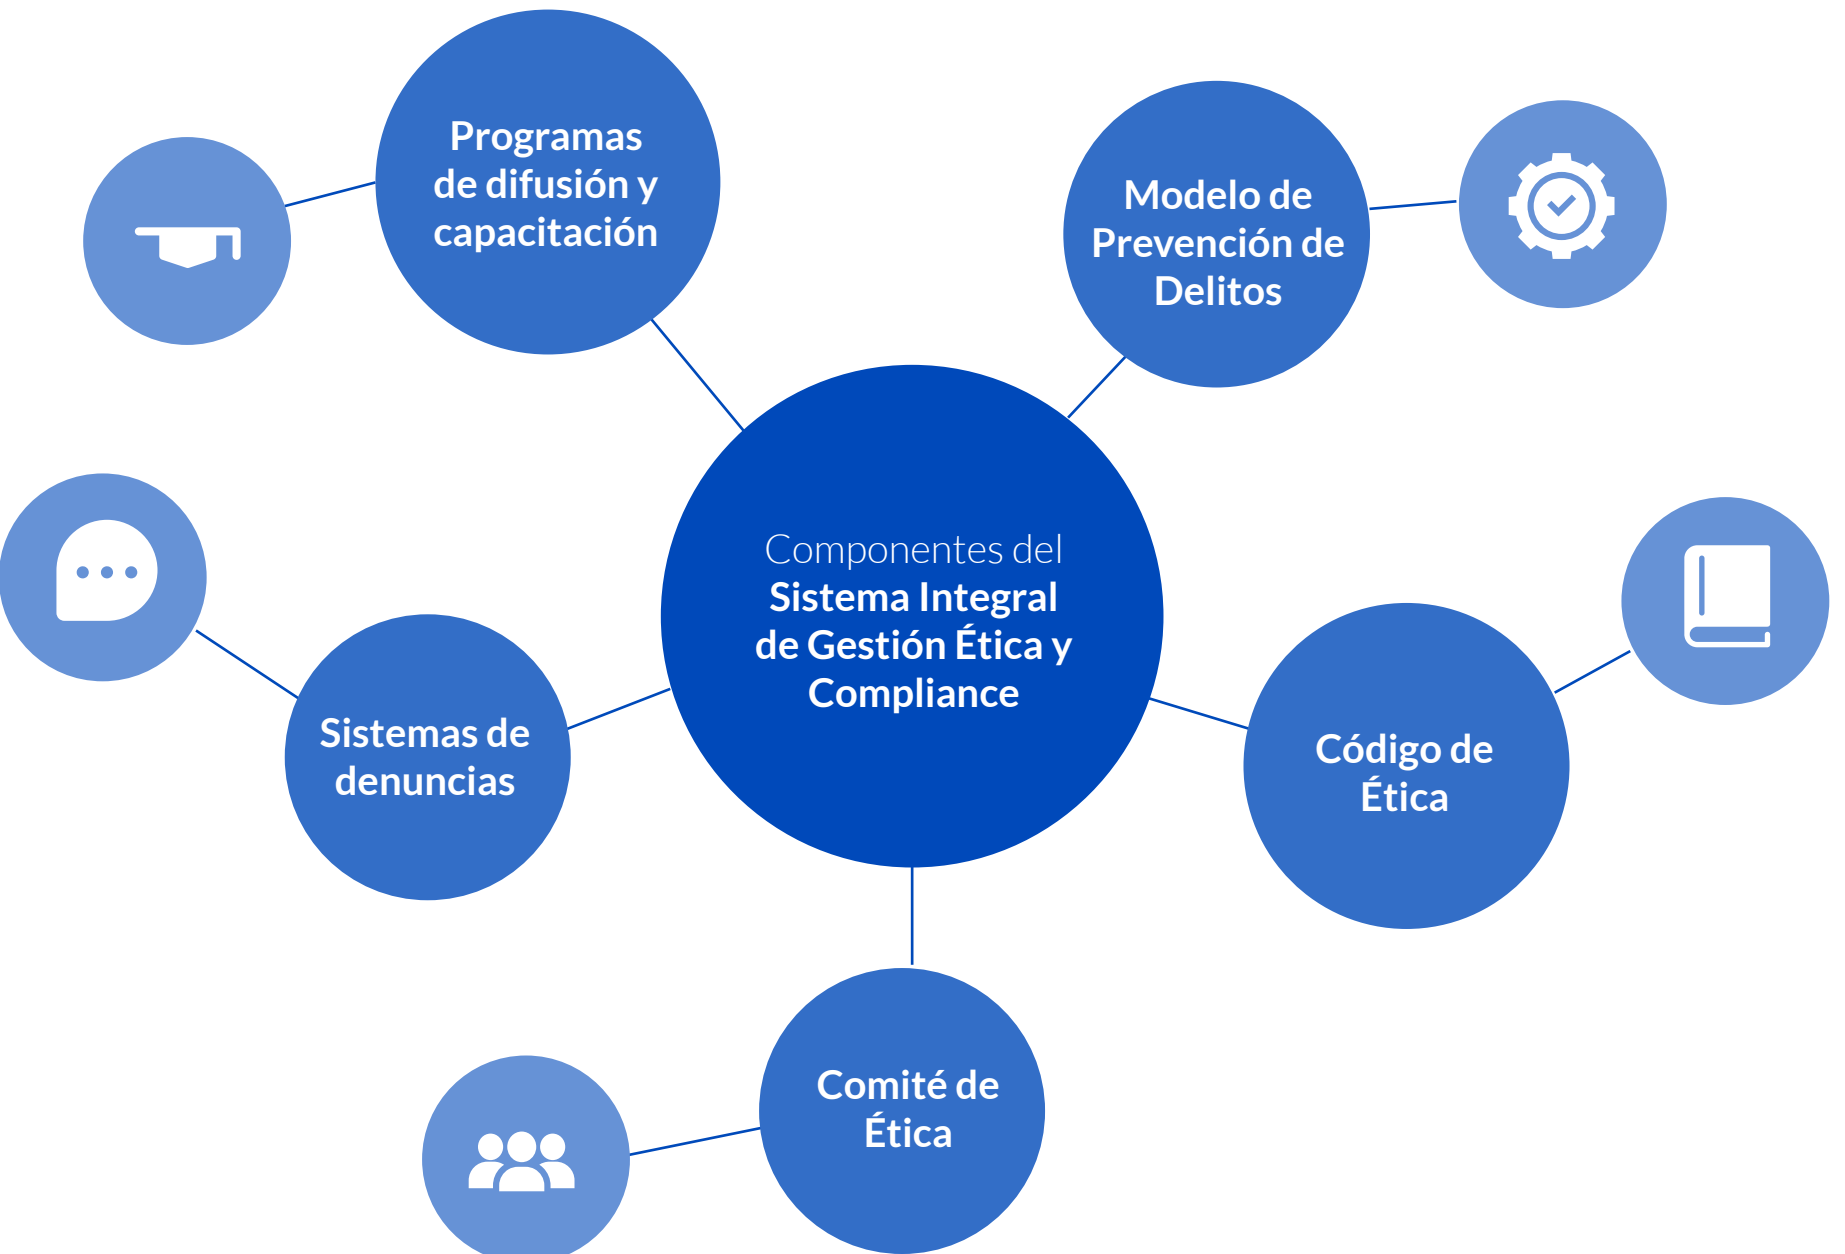 Programas
de difusión y
capacitación
Modelo de
Prevención de
Delitos
Componentes del
Sistema Integral
de Gestión Ética y
Compliance
Sistemas de
denuncias
Código de
Ética
Comité de
Ética